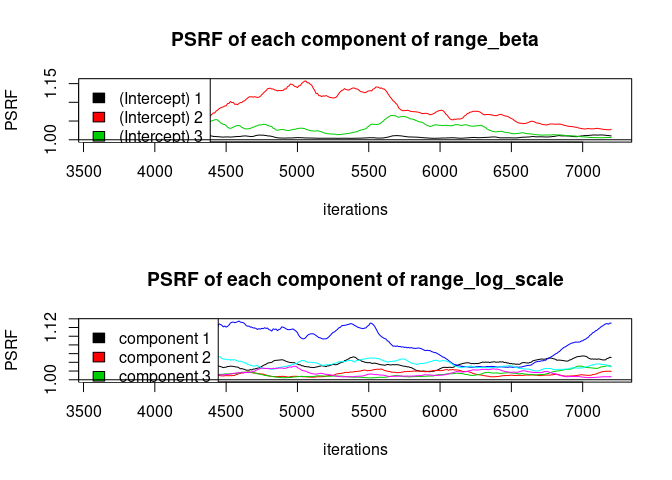 PSRF of each component of range_beta
PSRF
1.15
1.00
(Intercept) 1
(Intercept) 2
(Intercept) 3
3500 4000 4500 5000 5500 6000 6500 7000
iterations
PSRF of each component of range_log_scale
PSRF
1.12
1.00
component 1
component 2
component 3
3500 4000 4500 5000 5500 6000 6500 7000
iterations